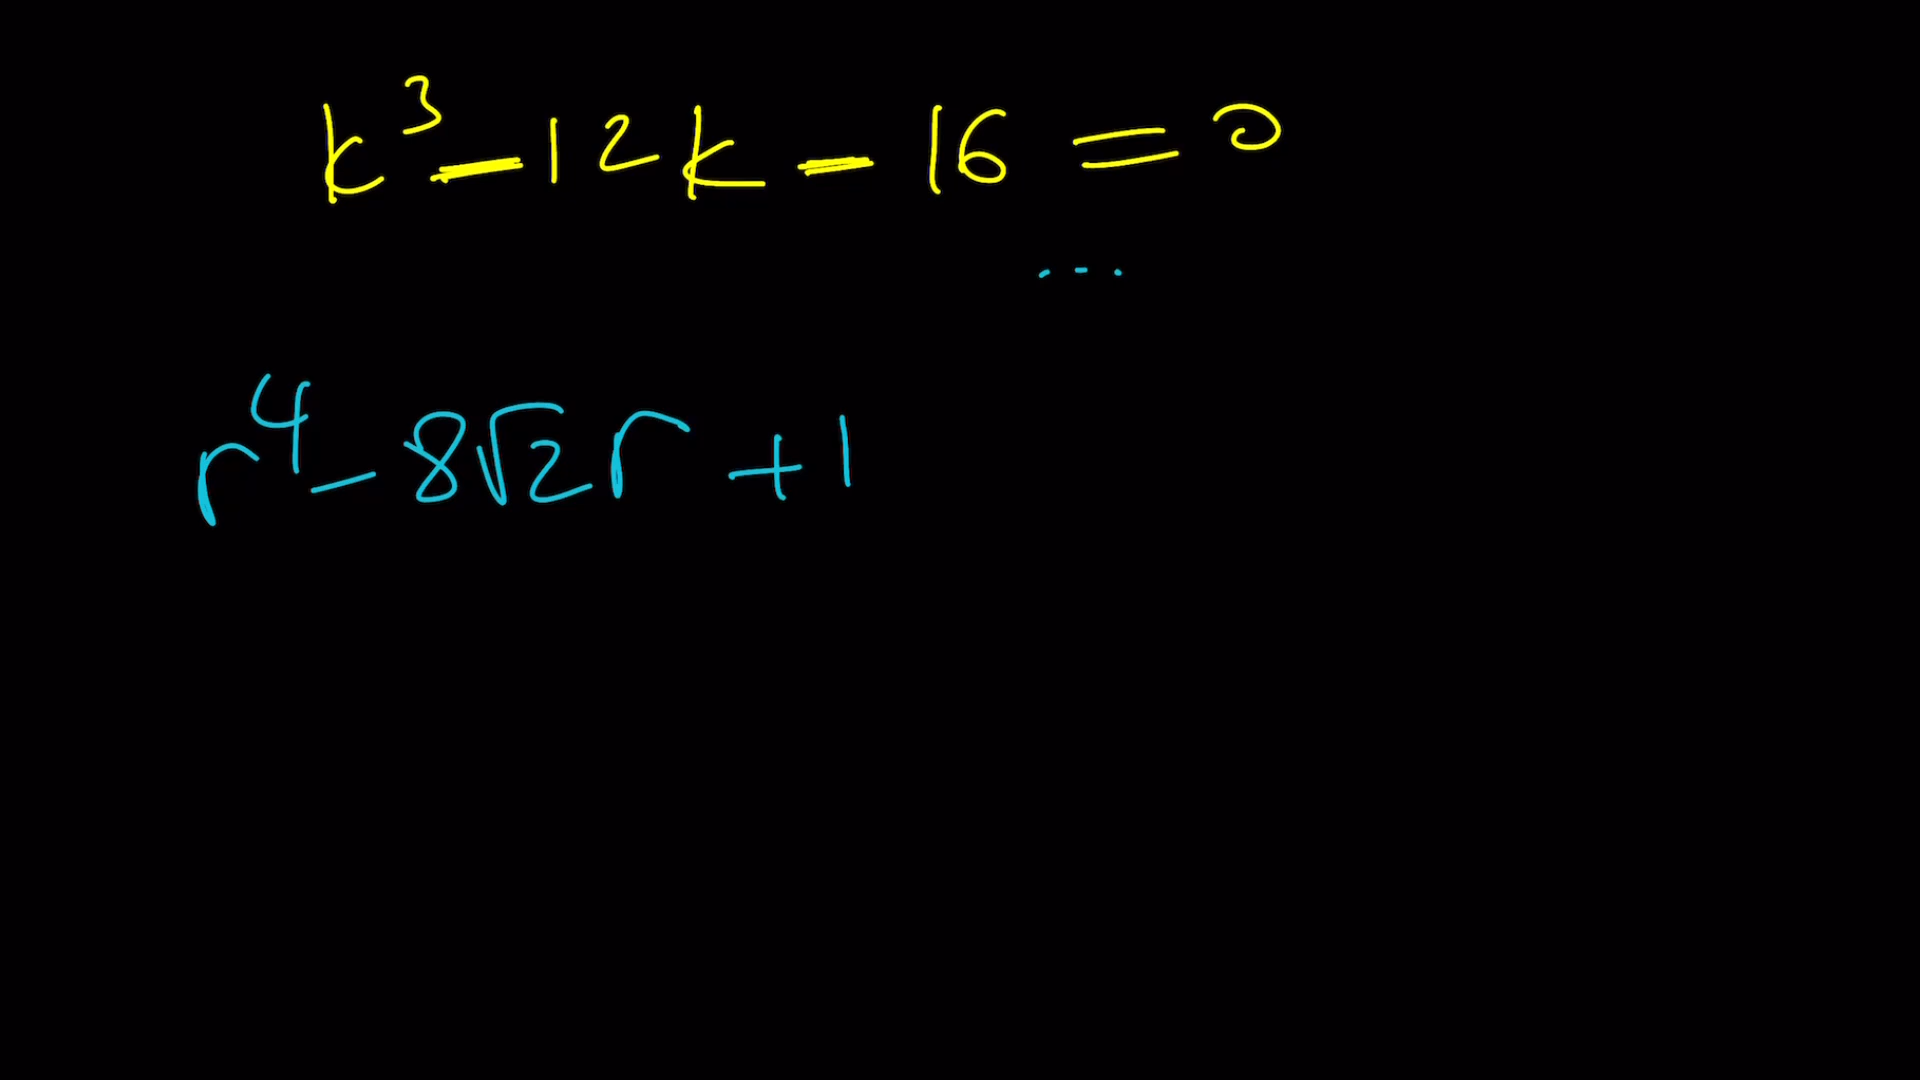 k³ - 12k - 16 = 0
...
r⁴ - 8√2r + 1